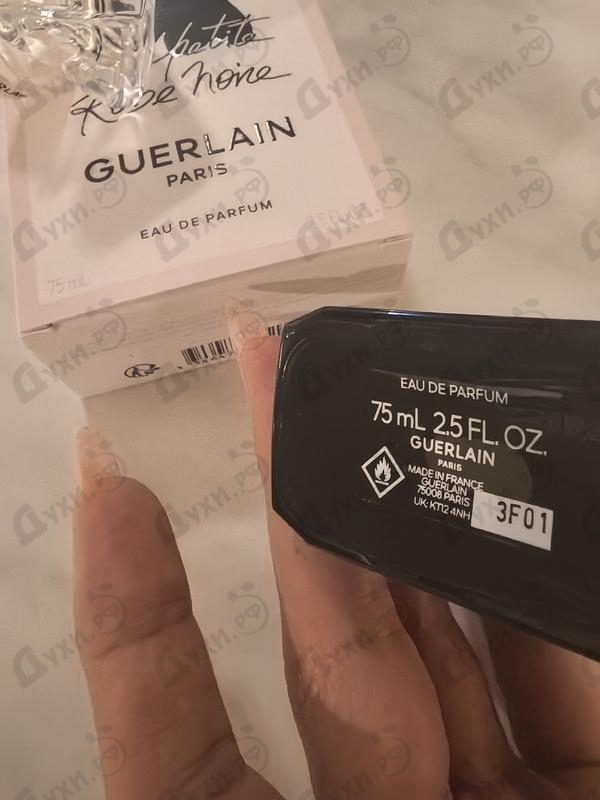 petite
Robe noire
GUERLAIN
PARIS
EAU DE PARFUM
75 mL
EAU DE PARFUM
75 mL 2.5 FL. OZ.
GUERLAIN
PARIS
MADE IN FRANCE
GUERLAIN
75008 PARIS
UK: KT12 4NH
3F01
Духи.РФ